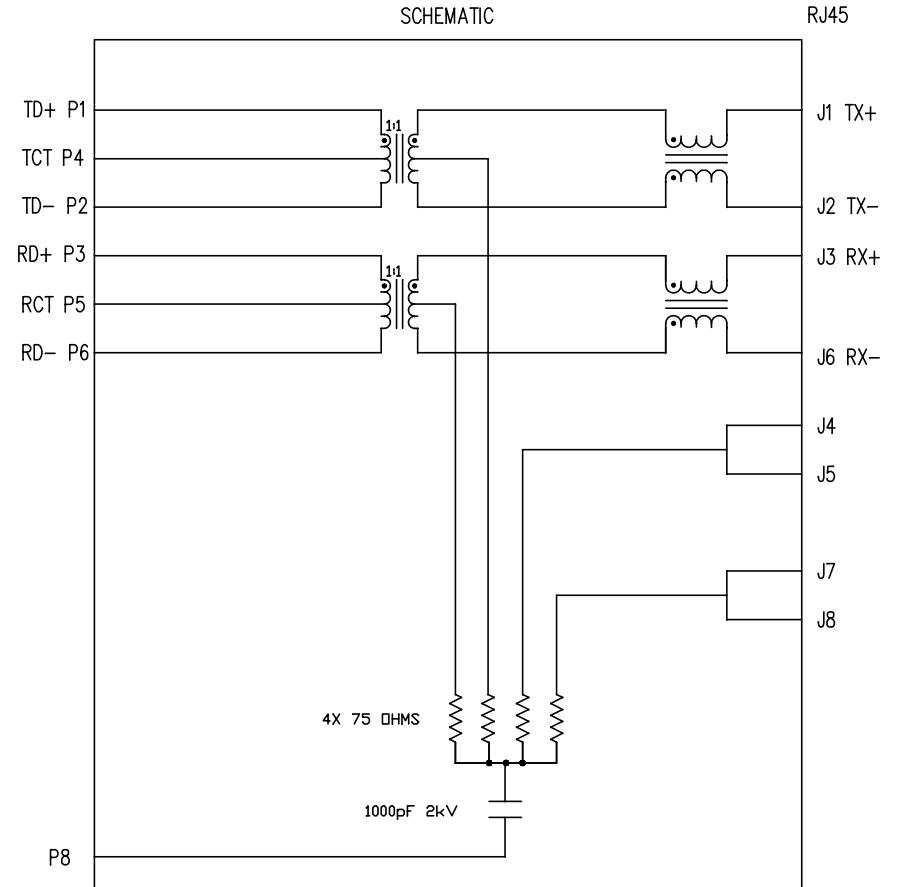 SCHEMATIC
RJ45
TD+ P1
1:1
J1 TX+
TCT P4
TD- P2
J2 TX-
RD+ P3
1:1
J3 RX+
RCT P5
RD- P6
J6 RX-
J4
J5
J7
J8
4X 75 OHMS
1000pF 2kV
P8